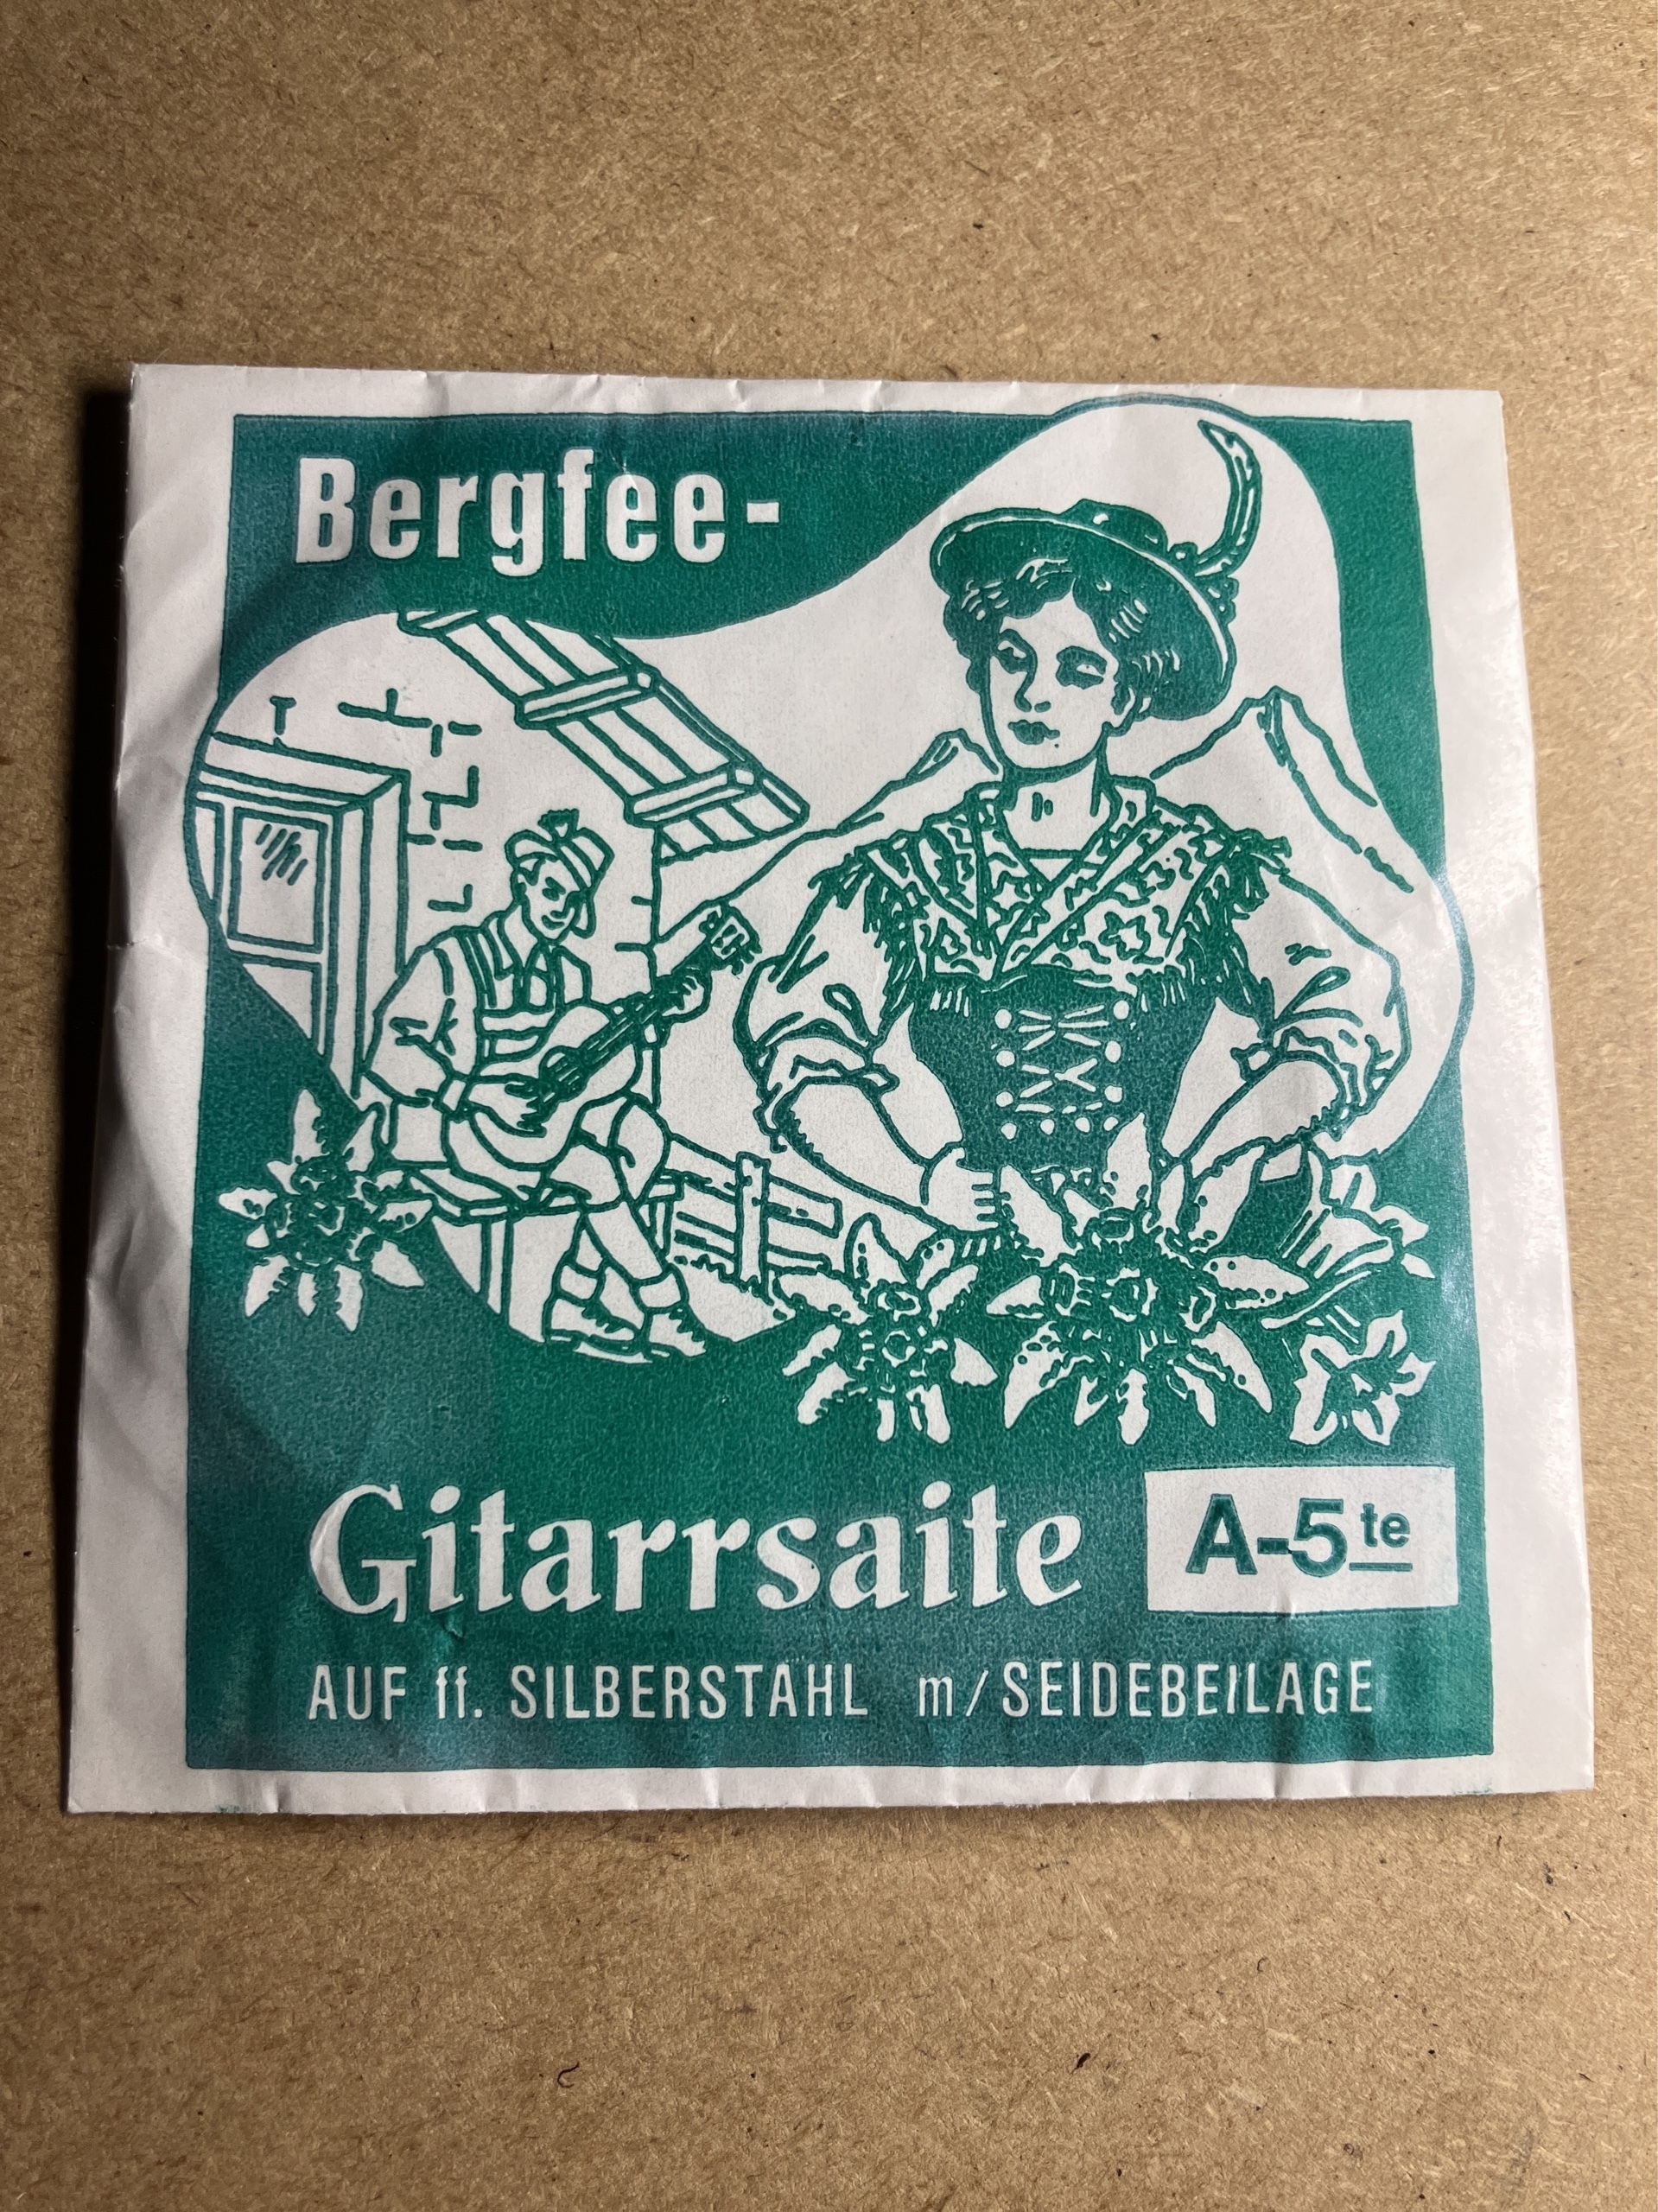 Bergfee-
Gitarrsaite A-5te
AUF ff. SILBERSTAHL m/SEIDEBEILAGE